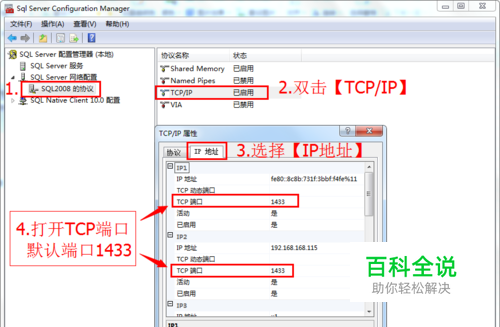 Sql Server Configuration Manager
文件(F) 操作(A) 查看(V) 帮助(H)
SQL Server 配置管理器 (本地)
SQL Server 服务
SQL Server 网络配置
1.
SQL2008 的协议
SQL Native Client 10.0 配置
协议名称 状态
Shared Memory 已启用
Named Pipes 已禁用
TCP/IP 已启用
VIA 已禁用
2.双击【TCP/IP】
TCP/IP 属性
协议 IP 地址
3.选择【IP地址】
IP1
IP 地址 fe80::8c8b:731f:3bbf:f4fe%11
TCP 动态端口
TCP 端口 1433
活动 是
已启用 是
IP2
IP 地址 192.168.168.115
TCP 动态端口
TCP 端口 1433
活动 是
已启用 是
IP3
4.打开TCP端口
默认端口1433
百科全说
助你轻松解决
IP1